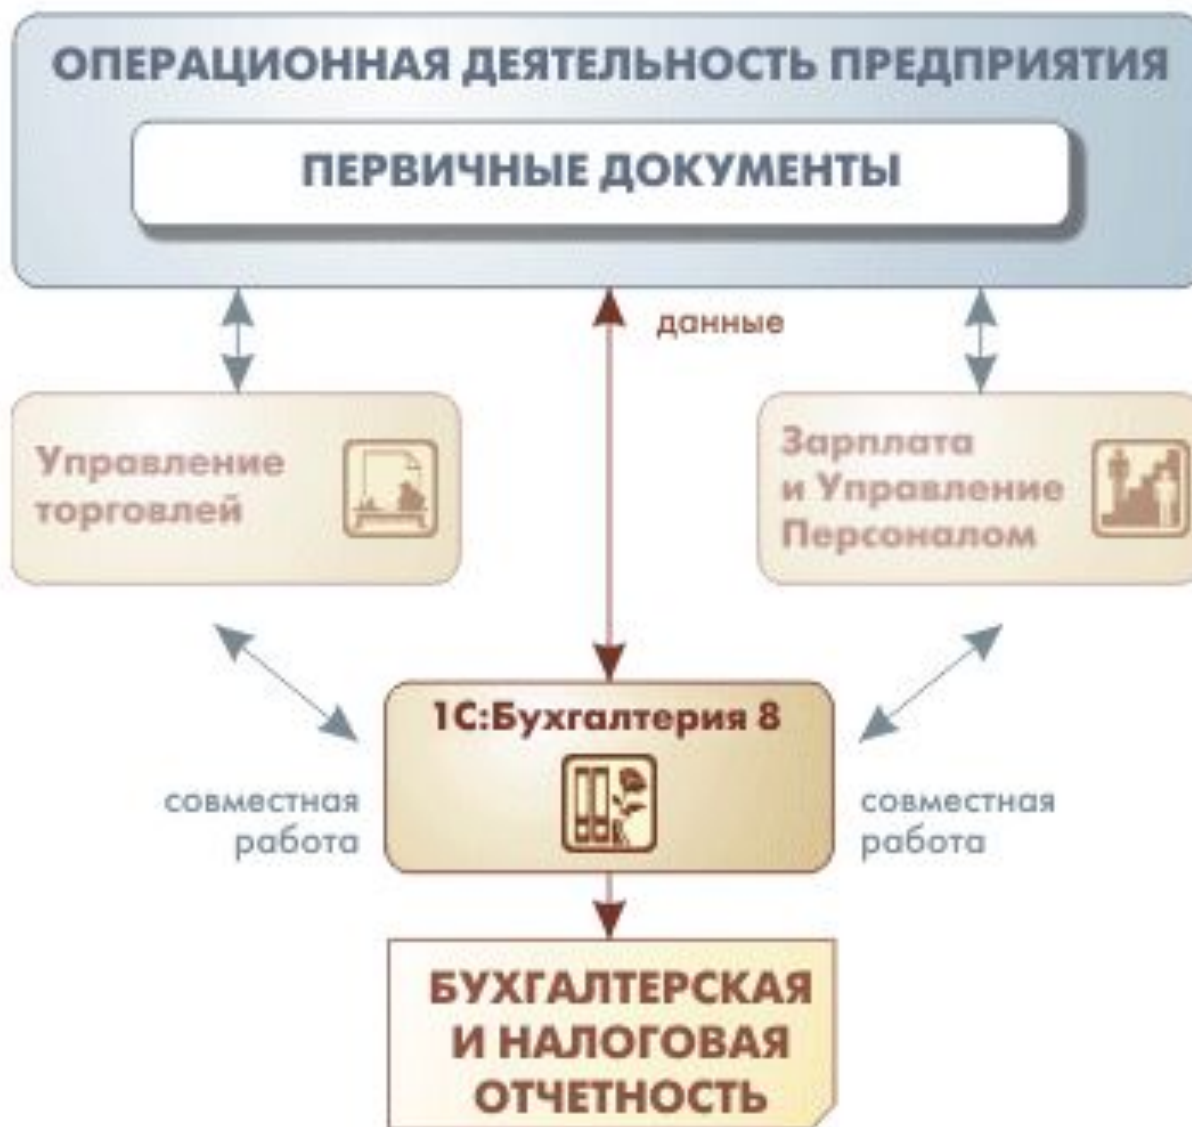 ОПЕРАЦИОННАЯ ДЕЯТЕЛЬНОСТЬ ПРЕДПРИЯТИЯ
ПЕРВИЧНЫЕ ДОКУМЕНТЫ
данные
Управление
торговлей
Зарплата
и Управление
Персоналом
1С:Бухгалтерия 8
совместная
работа
совместная
работа
БУХГАЛТЕРСКАЯ
И НАЛОГОВАЯ
ОТЧЕТНОСТЬ